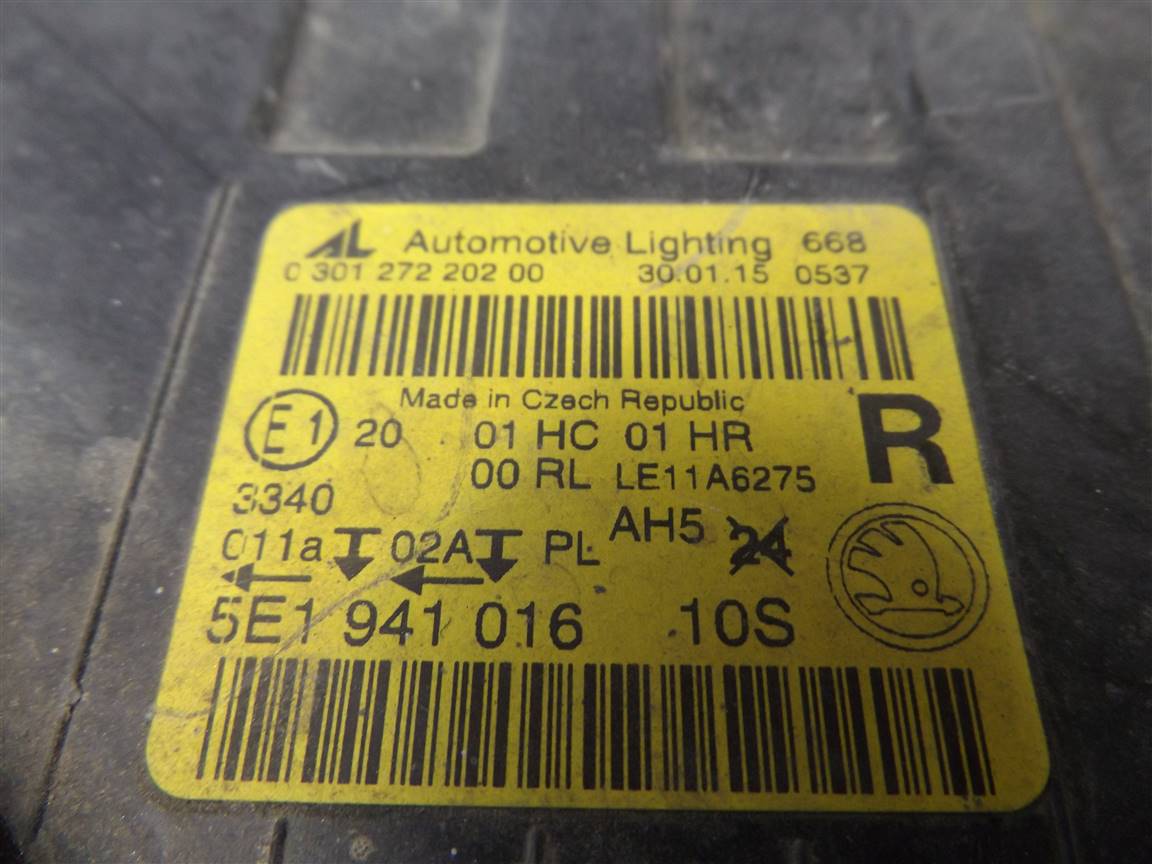 AL Automotive Lighting 668
0 301 272 202 00 30.01.15 0537
Made in Czech Republic
E1 20 01 HC 01 HR R
00 RL LE11A6275
3340
AH5 24
011a 02A PL
5E1 941 016 10S